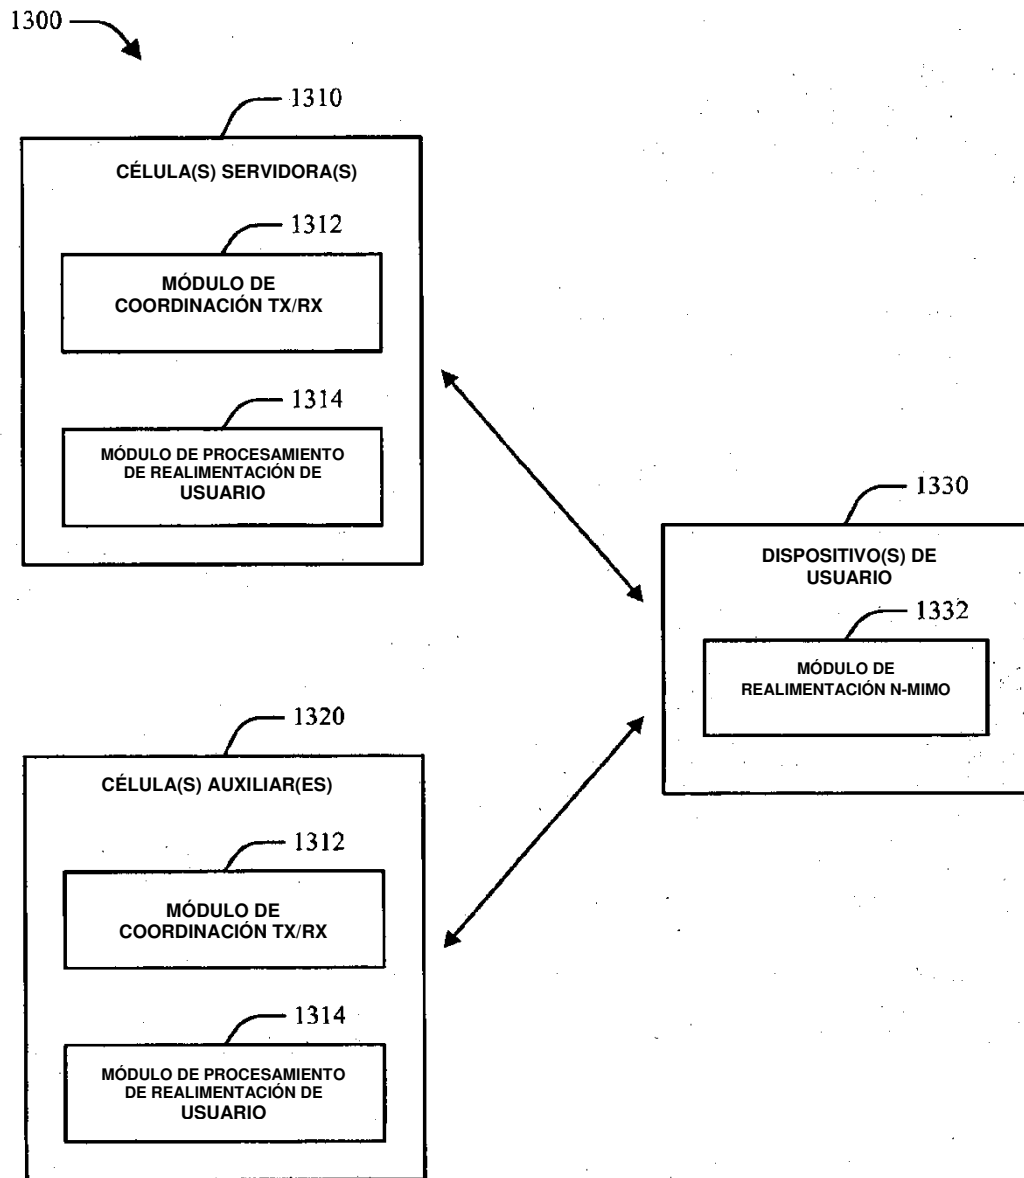 1300
1310
CÉLULA(S) SERVIDORA(S)
1312
MÓDULO DE
COORDINACIÓN TX/RX
1314
MÓDULO DE PROCESAMIENTO
DE REALIMENTACIÓN DE
USUARIO
1330
DISPOSITIVO(S) DE
USUARIO
1332
MÓDULO DE
REALIMENTACIÓN N-MIMO
1320
CÉLULA(S) AUXILIAR(ES)
1312
MÓDULO DE
COORDINACIÓN TX/RX
1314
MÓDULO DE PROCESAMIENTO
DE REALIMENTACIÓN DE
USUARIO